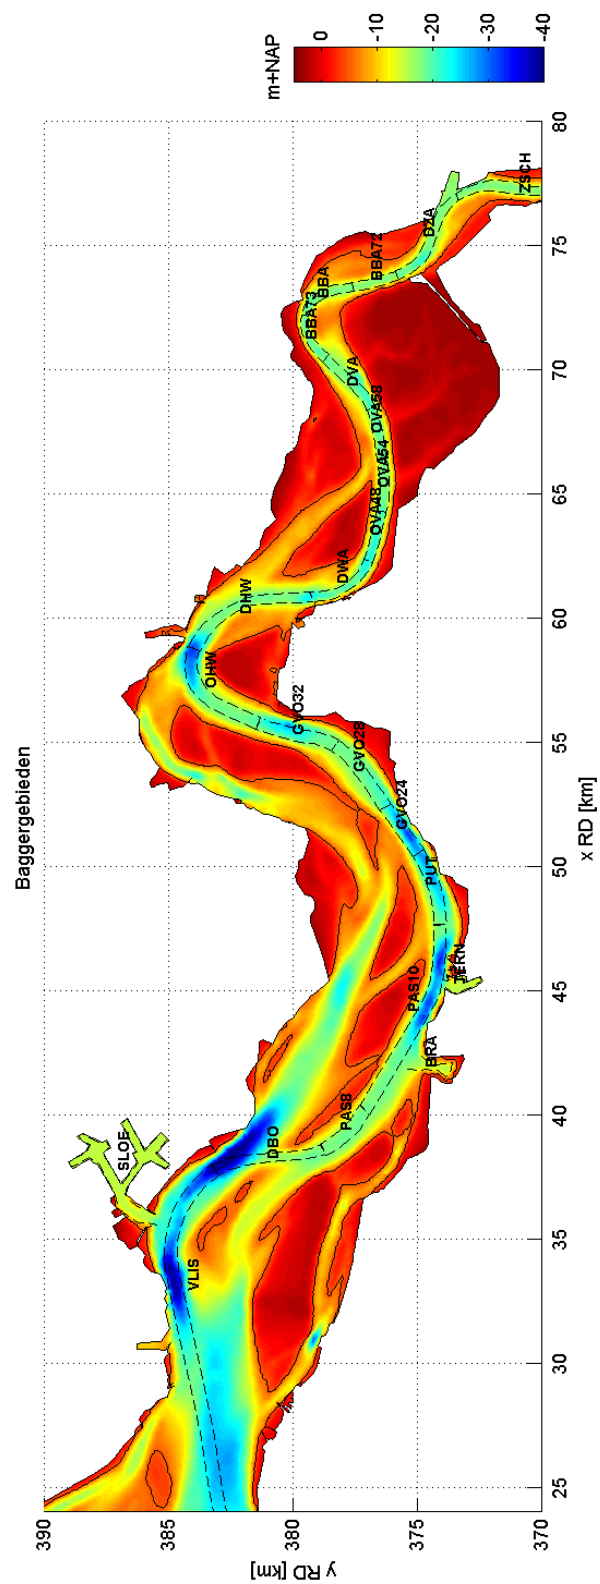 Baggergebieden
m+NAP
0
-10
-20
-30
-40
y RD [km]
390
385
380
375
370
25
30
35
40
45
50
55
60
65
70
75
80
x RD [km]
VLIS
SLOE
DBO
PAS8
BRA
PAS10
TERN
PUT
GVO24
GVO28
GVO32
OHW
DHW
DWA
OVA48
OVA54
OVA58
DVA
BBA73
BBA
BBA72
DZA
ZSCH